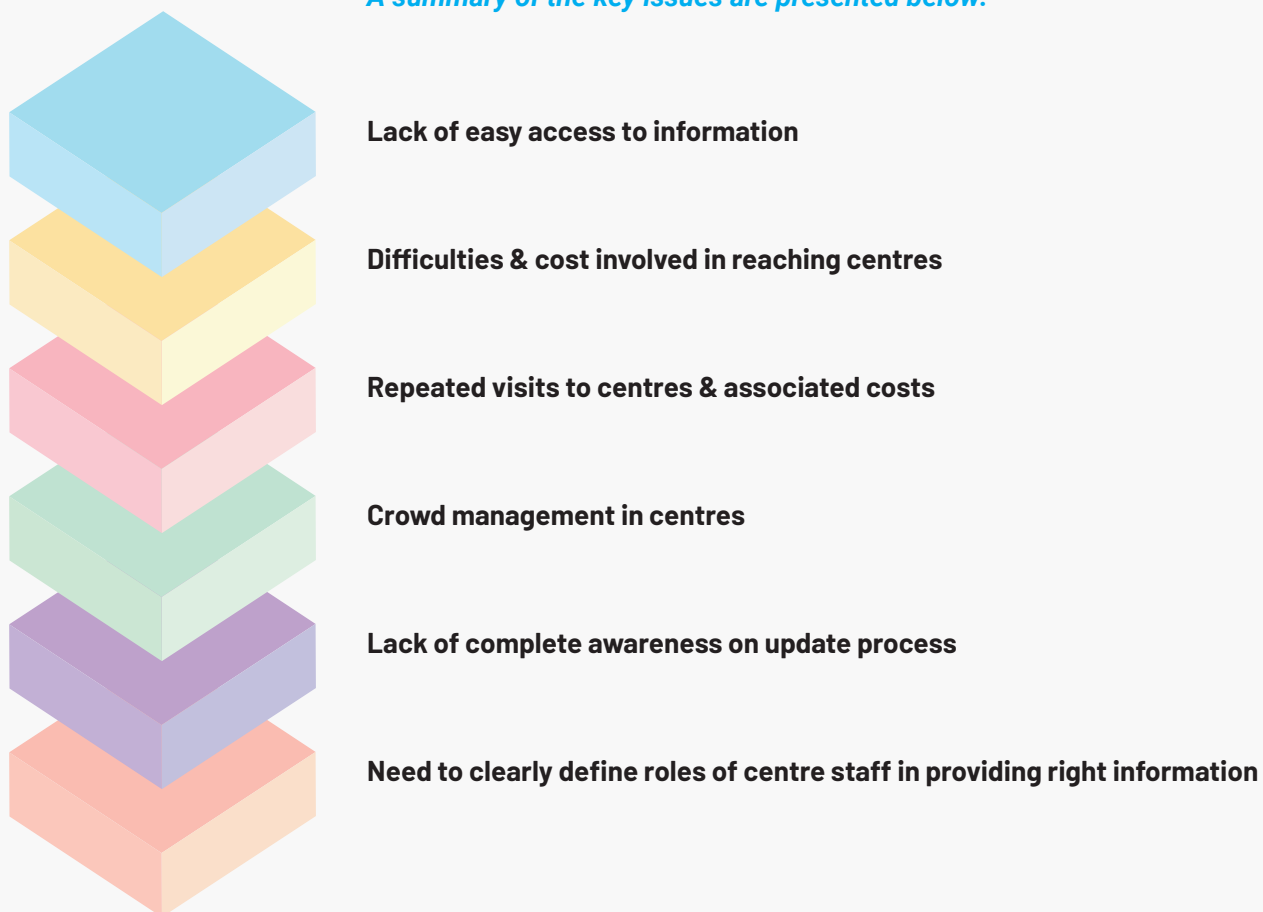 A summary of the key issues are presented below.
Lack of easy access to information
Difficulties & cost involved in reaching centres
Repeated visits to centres & associated costs
Crowd management in centres
Lack of complete awareness on update process
Need to clearly define roles of centre staff in providing right information